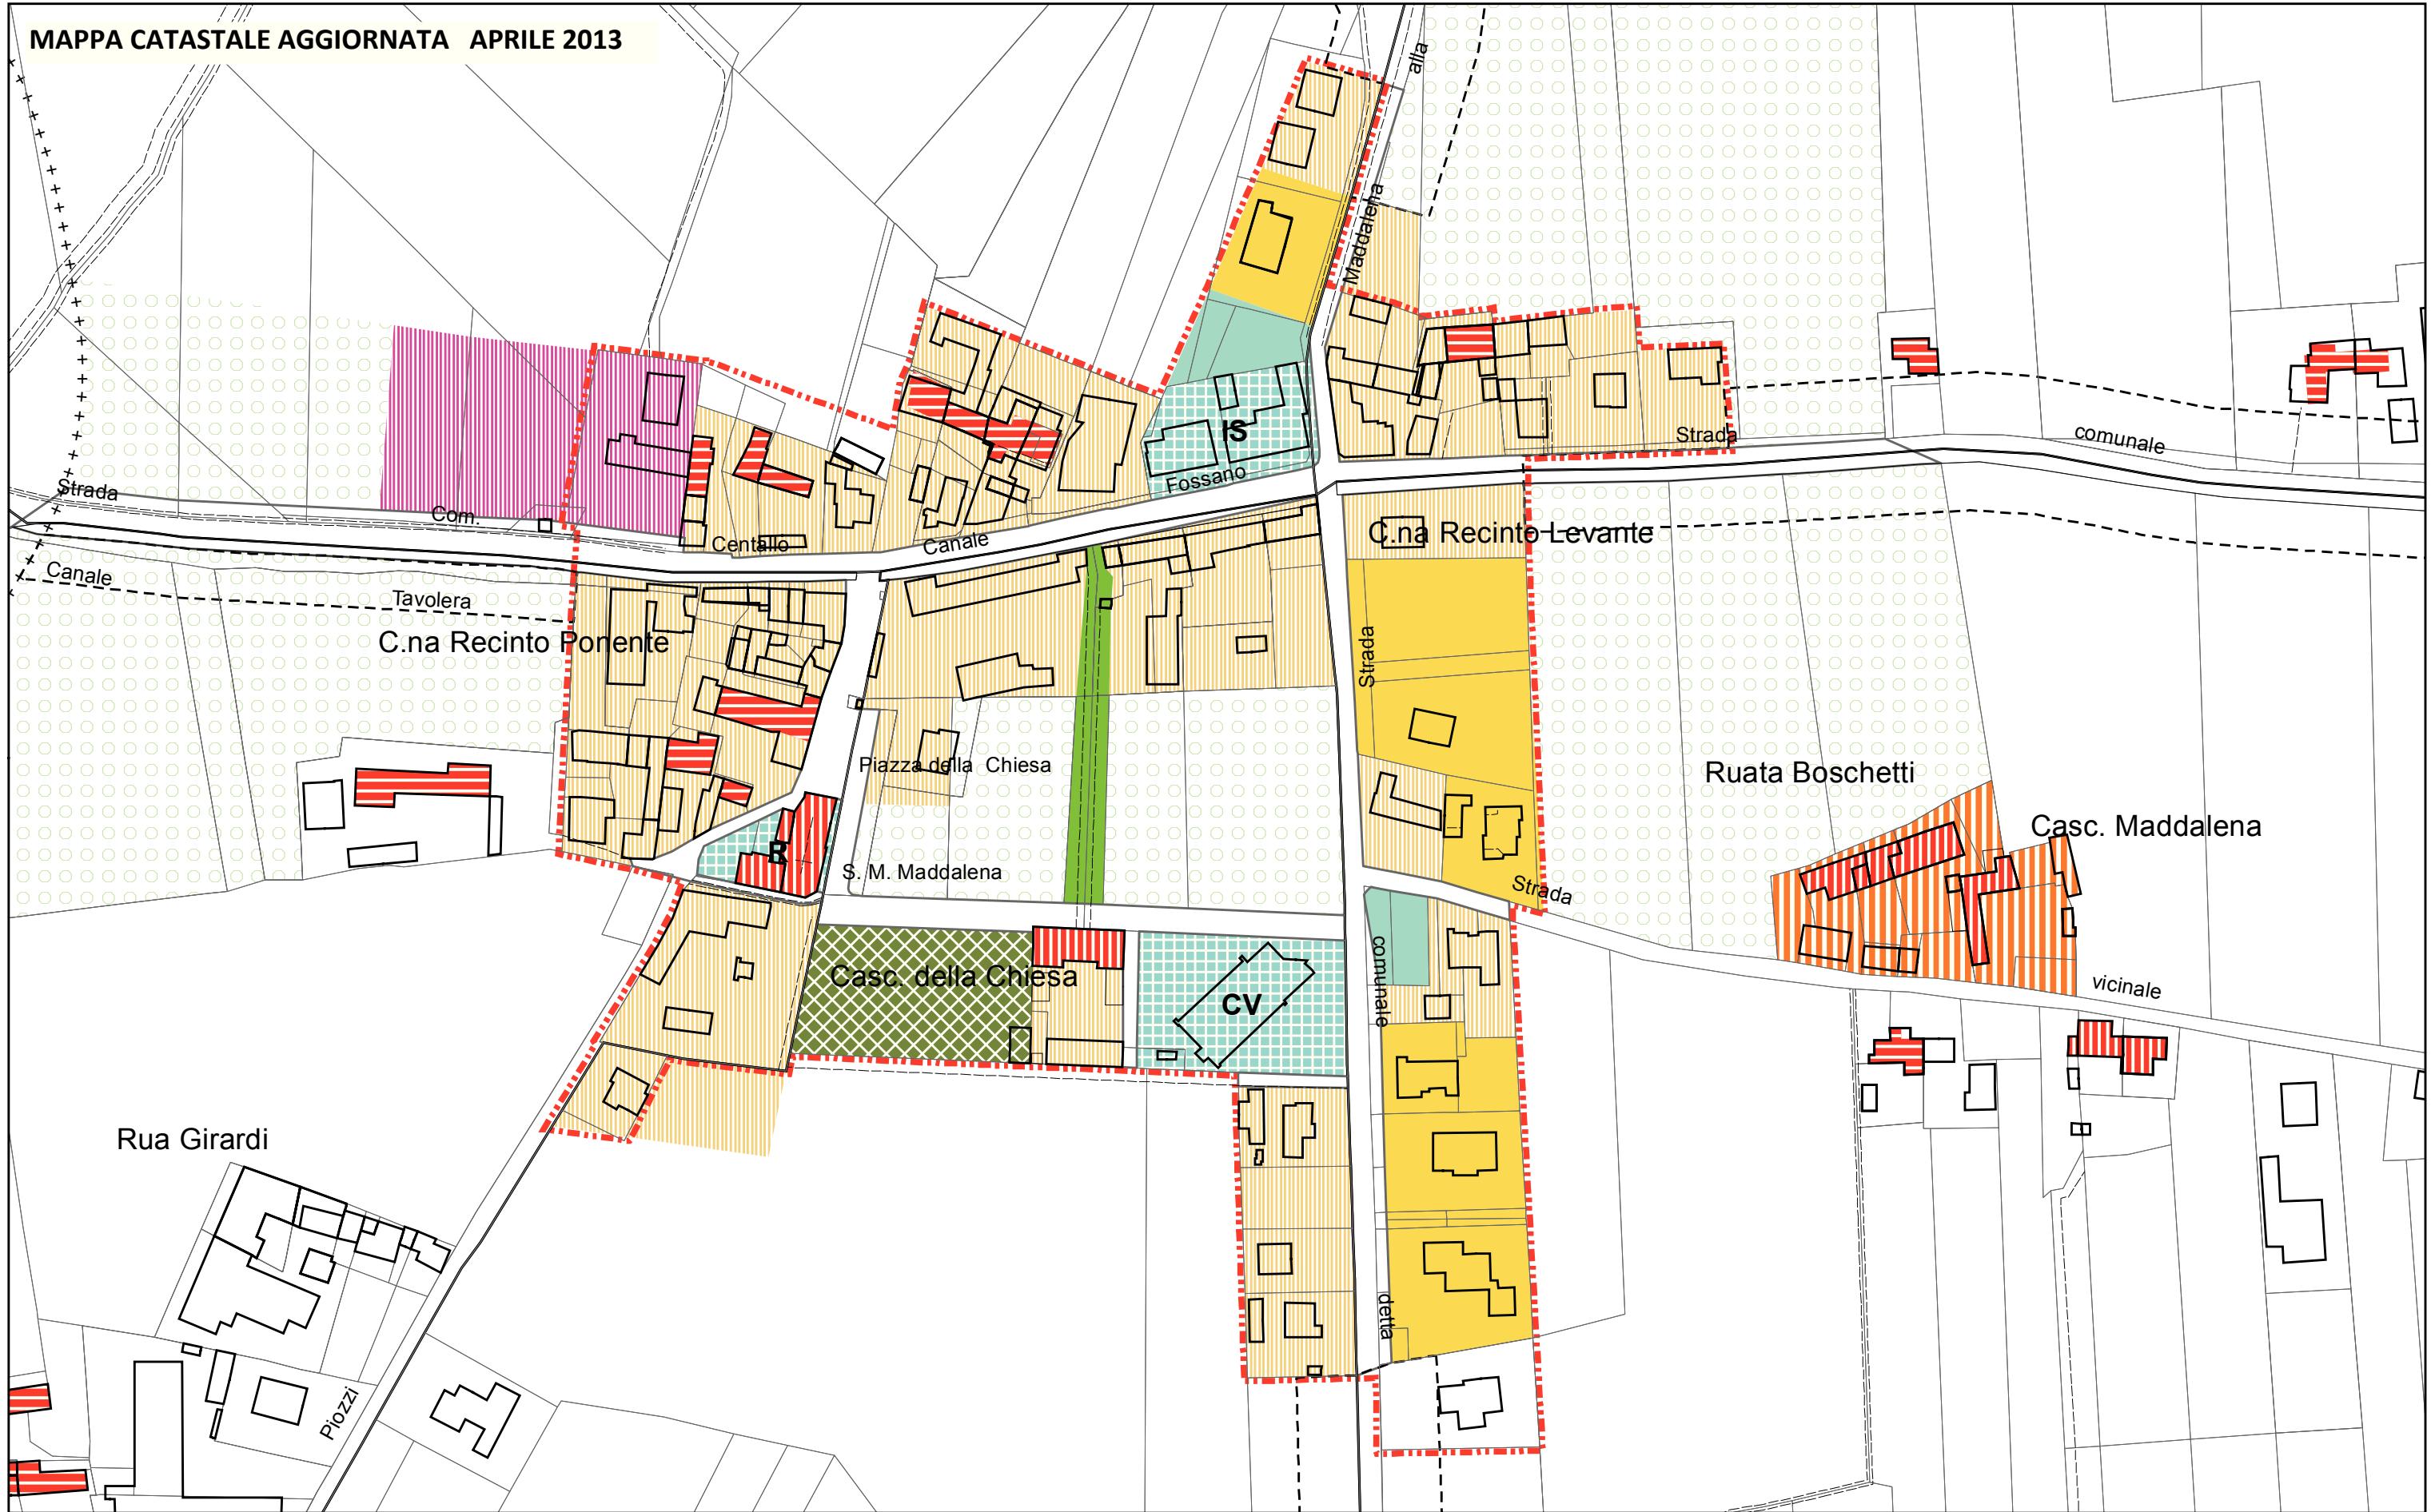 MAPPA CATASTALE AGGIORNATA   APRILE 2013
alla
Maddalena
IS
Fossano
Strada
comunale
Strada
Com.
Centallo
Canale
C.na Recinto Levante
Canale
Tavolera
C.na Recinto Ponente
Strada
Piazza della Chiesa
Ruata Boschetti
Casc. Maddalena
R
S. M. Maddalena
Strada
Casc. della Chiesa
CV
comunale
vicinale
Rua Girardi
detta
Piozzi